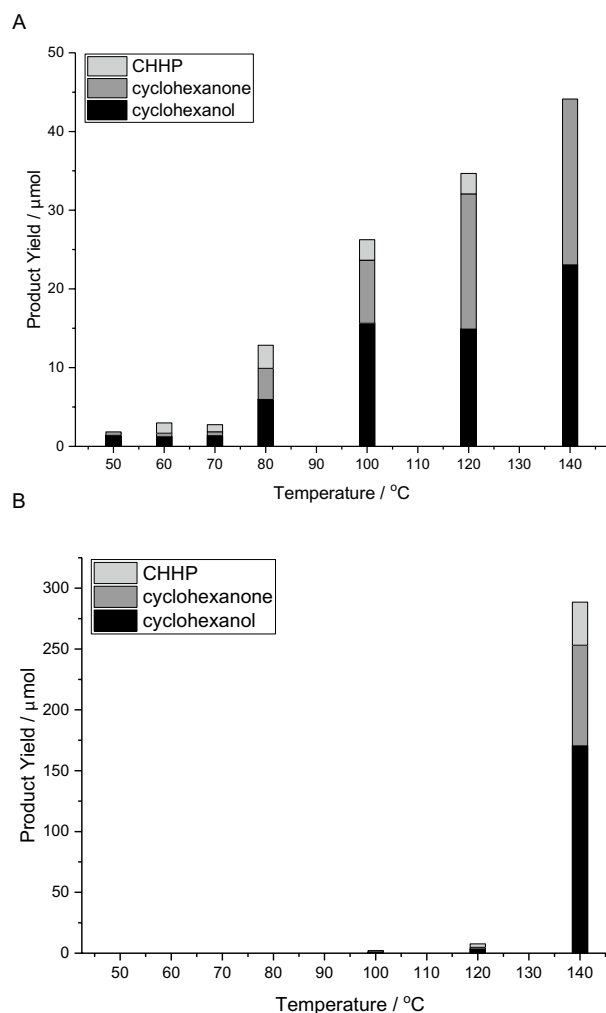 A
CHHP
cyclohexanone
cyclohexanol
Product Yield / μmol
50
40
30
20
10
0
50 60 70 80 90 100 110 120 130 140
Temperature / °C
B
CHHP
cyclohexanone
cyclohexanol
Product Yield / μmol
300
250
200
150
100
50
0
50 60 70 80 90 100 110 120 130 140
Temperature / °C